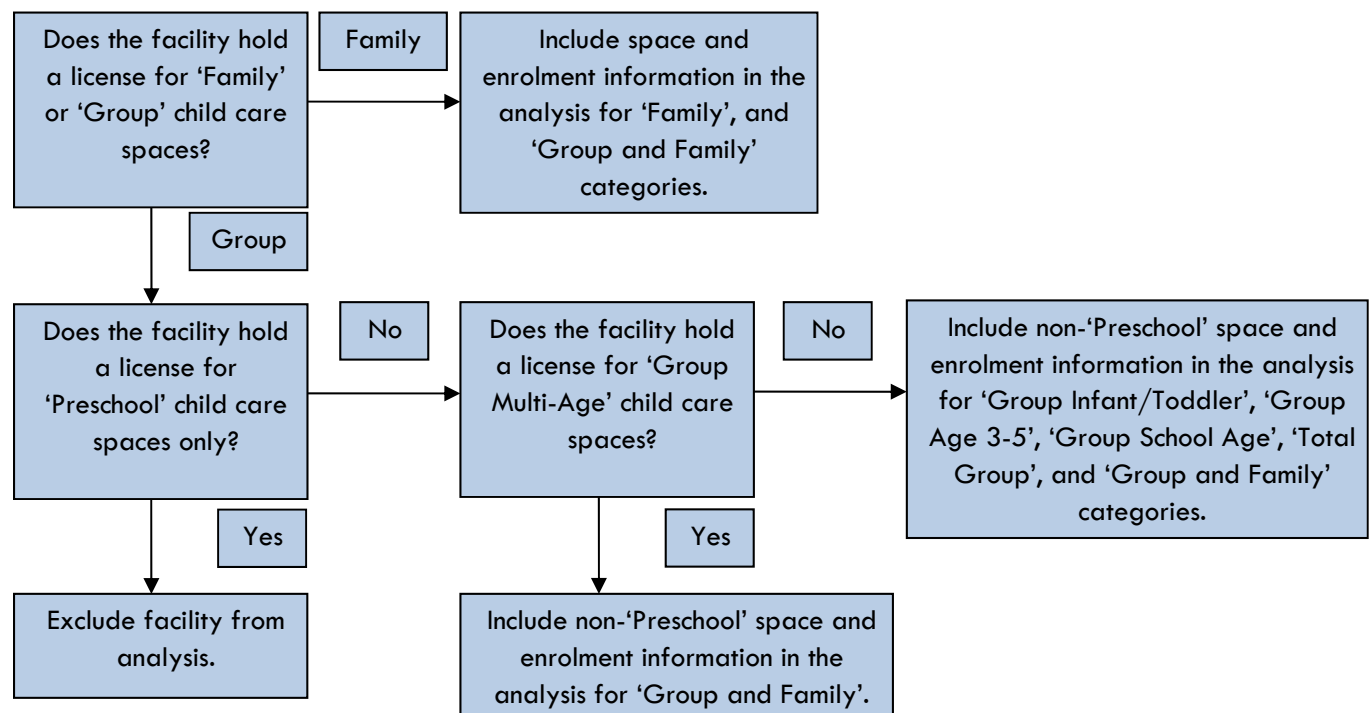 Does the facility hold
a license for ‘Family’
or ‘Group’ child care
spaces?
Family
Include space and
enrolment information in the
analysis for ‘Family’, and
‘Group and Family’
categories.
Group
Does the facility hold
a license for
‘Preschool’ child care
spaces only?
No
Does the facility hold
a license for ‘Group
Multi-Age’ child care
spaces?
No
Include non-‘Preschool’ space and
enrolment information in the analysis
for ‘Group Infant/Toddler’, ‘Group
Age 3-5’, ‘Group School Age’, ‘Total
Group’, and ‘Group and Family’
categories.
Yes
Yes
Exclude facility from
analysis.
Include non-‘Preschool’ space and
enrolment information in the
analysis for ‘Group and Family’.